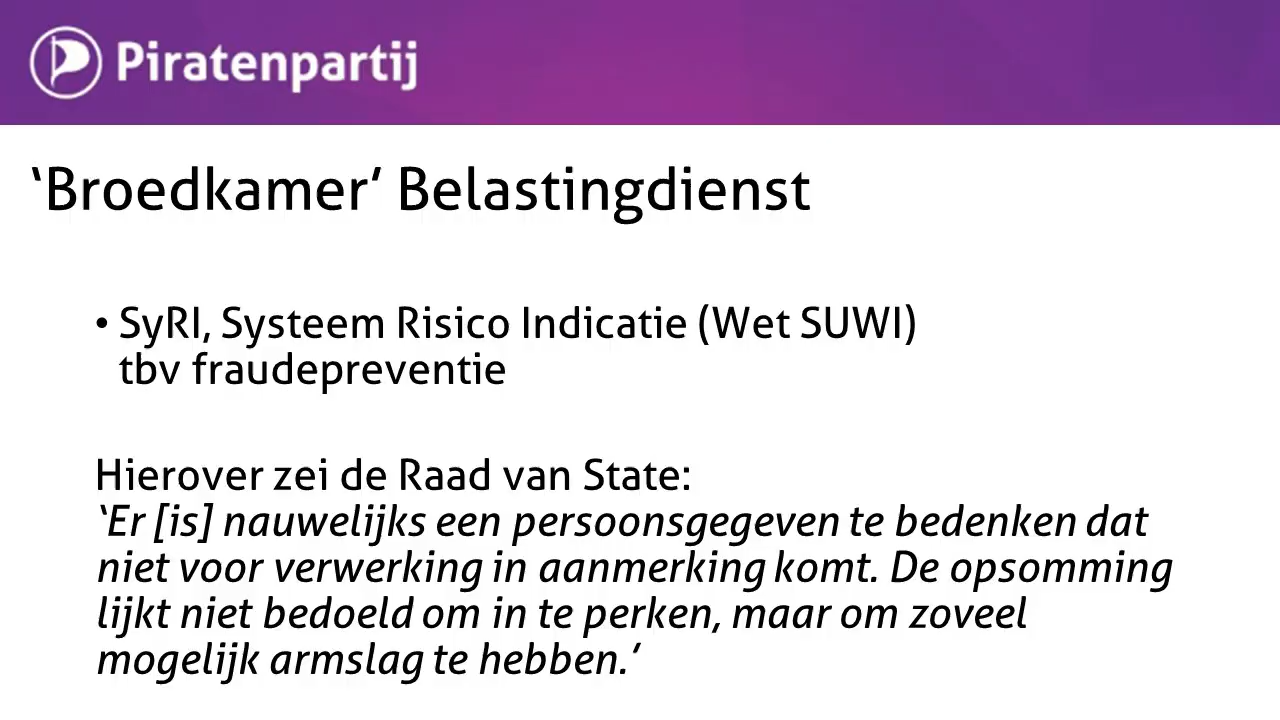 Piratenpartij
‘Broedkamer’ Belastingdienst
• SyRI, Systeem Risico Indicatie (Wet SUWI)
tbv fraudepreventie
Hierover zei de Raad van State:
‘Er [is] nauwelijks een persoonsgegeven te bedenken dat
niet voor verwerking in aanmerking komt. De opsomming
lijkt niet bedoeld om in te perken, maar om zoveel
mogelijk armslag te hebben.’